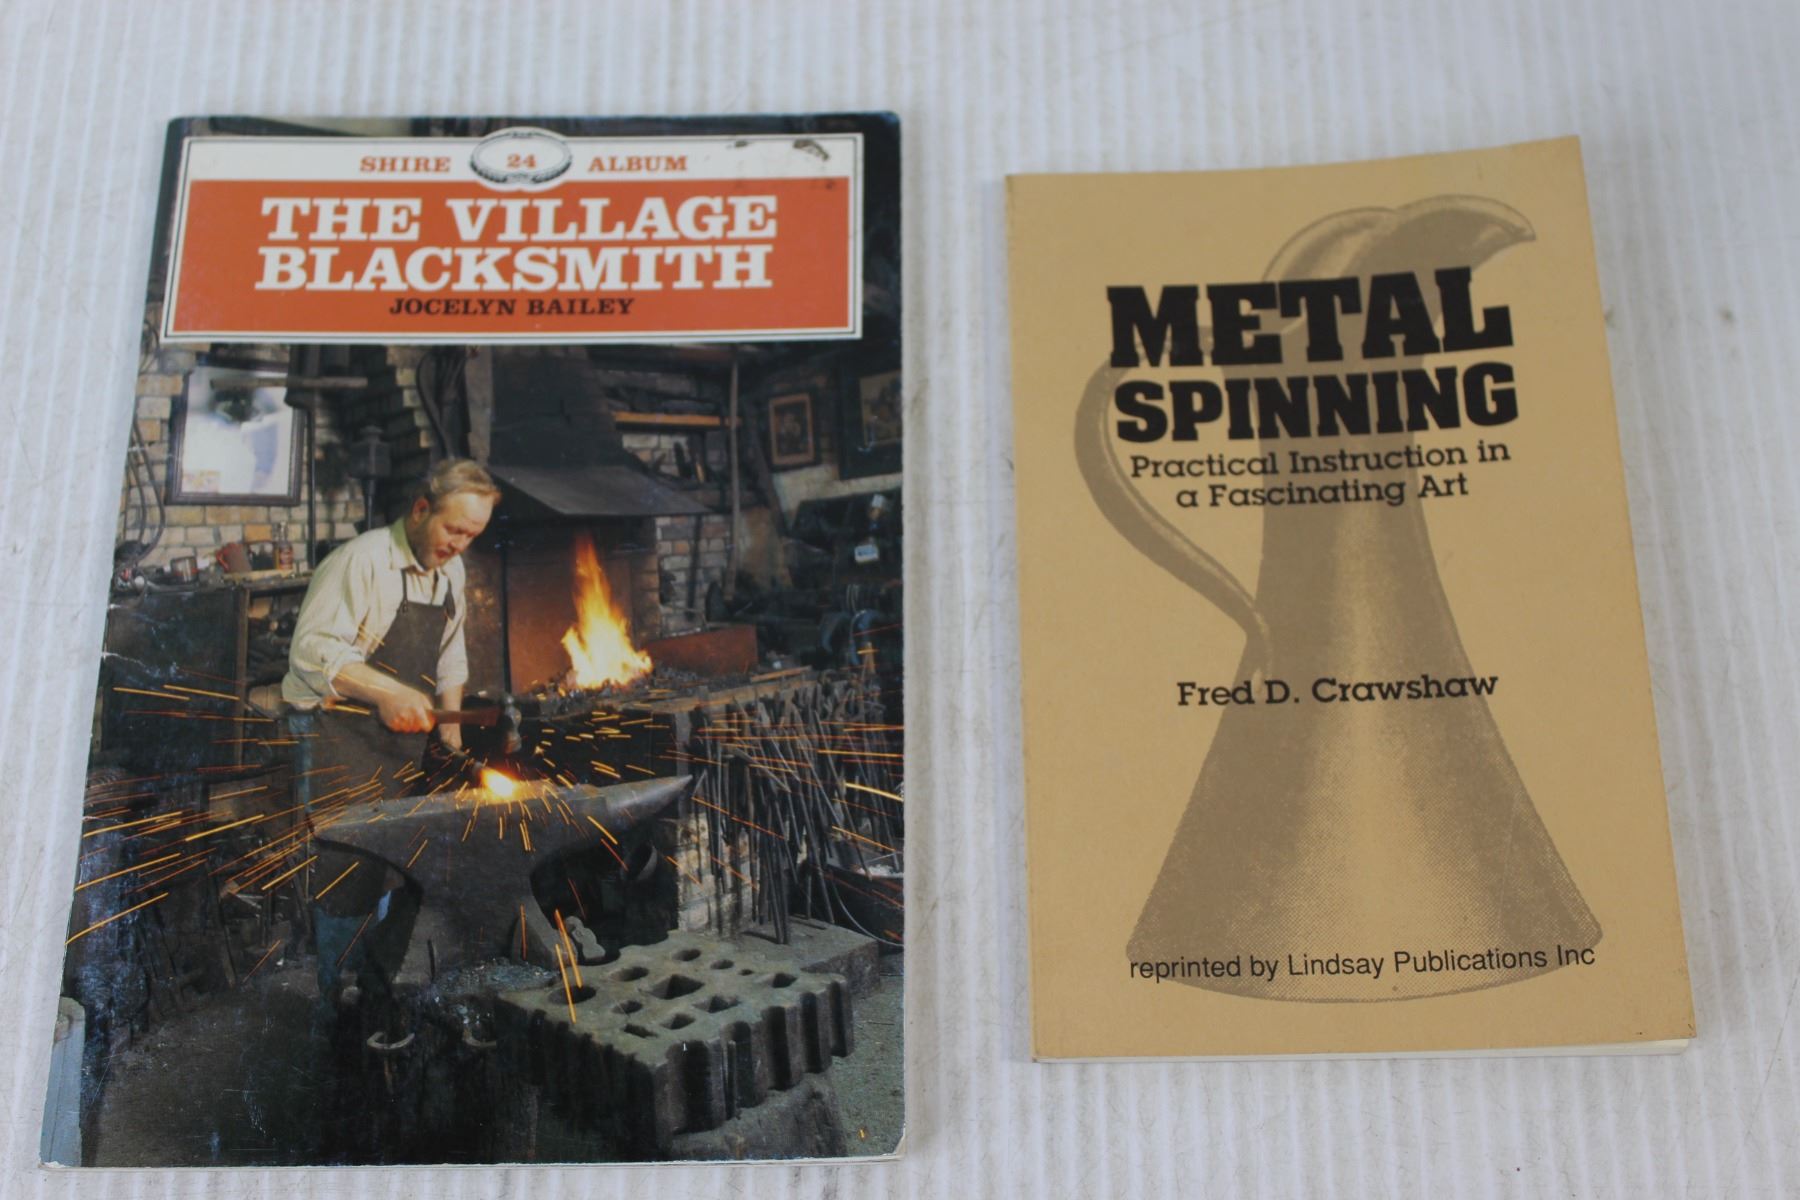 SHIRE 24 ALBUM
THE VILLAGE
BLACKSMITH
JOCELYN BAILEY
METAL
SPINNING
Practical Instruction in
a Fascinating Art
Fred D. Crawshaw
reprinted by Lindsay Publications Inc